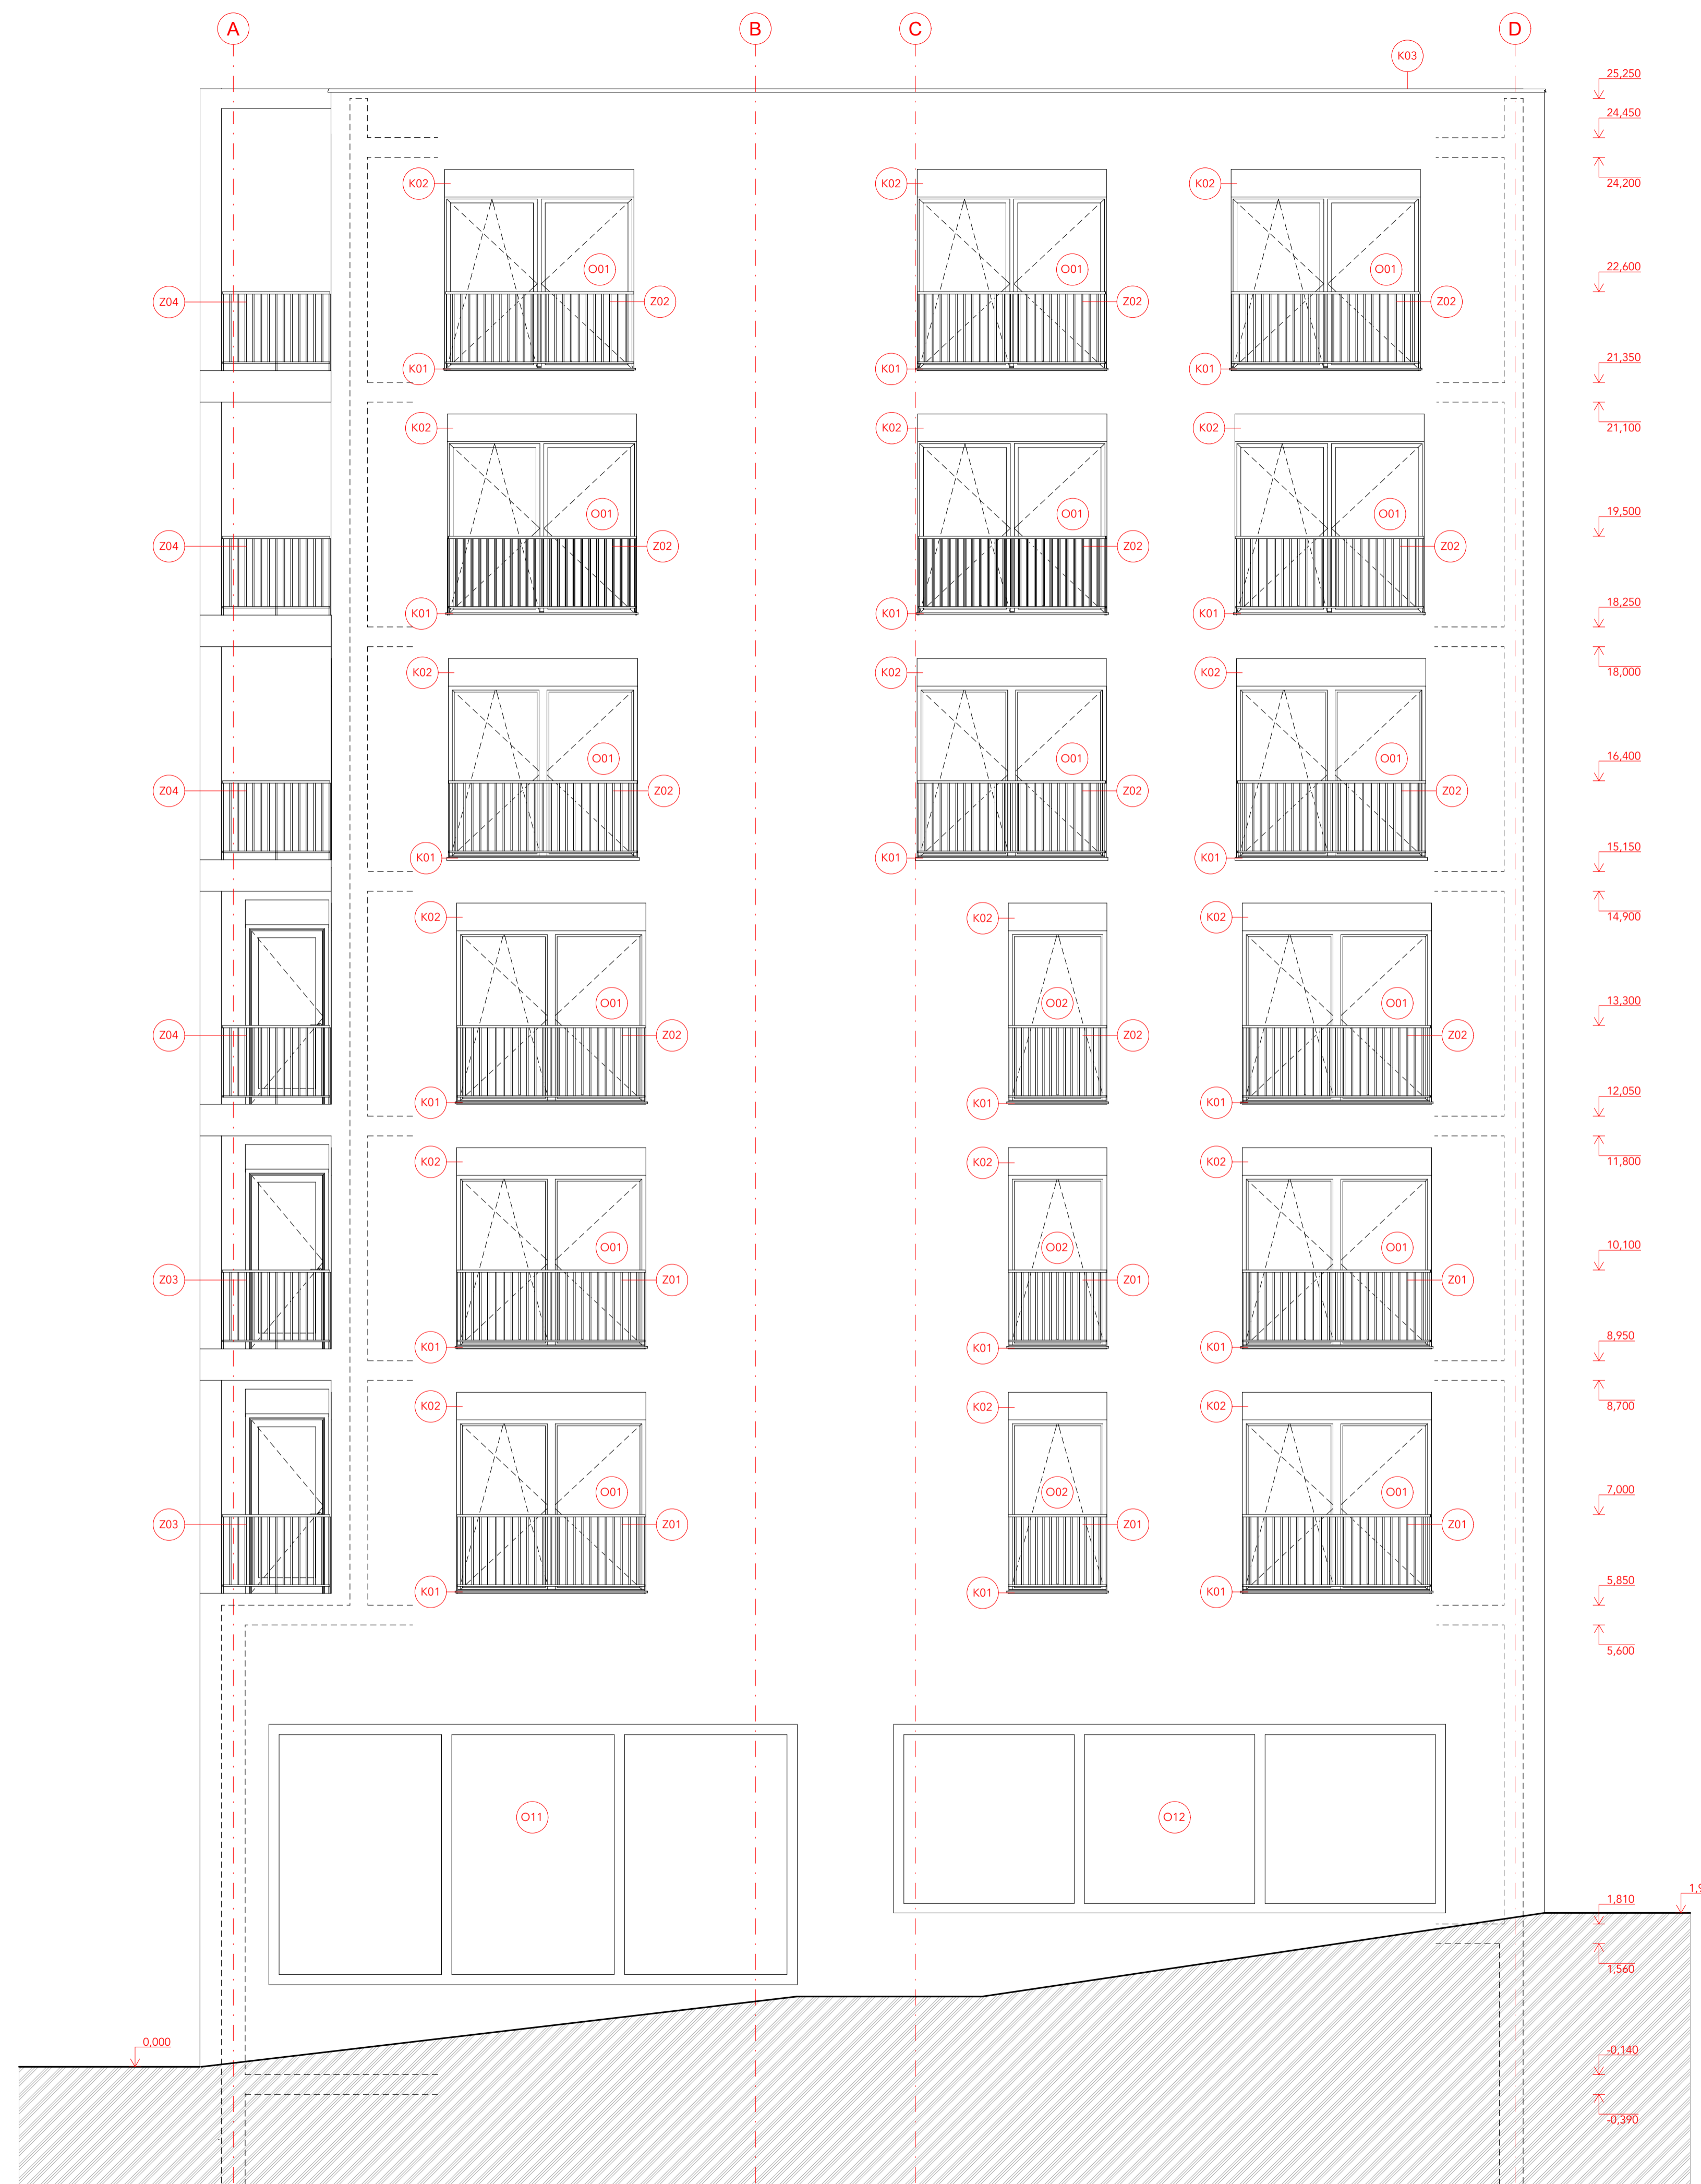 A
B
C
D
K03
25,250
24,450
K02
K02
K02
24,200
O01
O01
O01
22,600
Z04
Z02
Z02
Z02
K01
K01
K01
21,350
K02
K02
K02
21,100
O01
O01
O01
19,500
Z04
Z02
Z02
Z02
K01
K01
K01
18,250
K02
K02
K02
18,000
O01
O01
O01
16,400
Z04
Z02
Z02
Z02
K01
K01
K01
15,150
K02
K02
K02
14,900
O01
O02
O01
13,300
Z04
Z02
Z02
Z02
K01
K01
K01
12,050
K02
K02
K02
11,800
O01
O02
O01
10,100
Z03
Z01
Z01
Z01
K01
K01
K01
8,950
K02
K02
K02
8,700
O01
O02
O01
7,000
Z03
Z01
Z01
Z01
K01
K01
K01
5,850
5,600
O11
O12
1,810
1,560
0,000
-0,140
-0,390